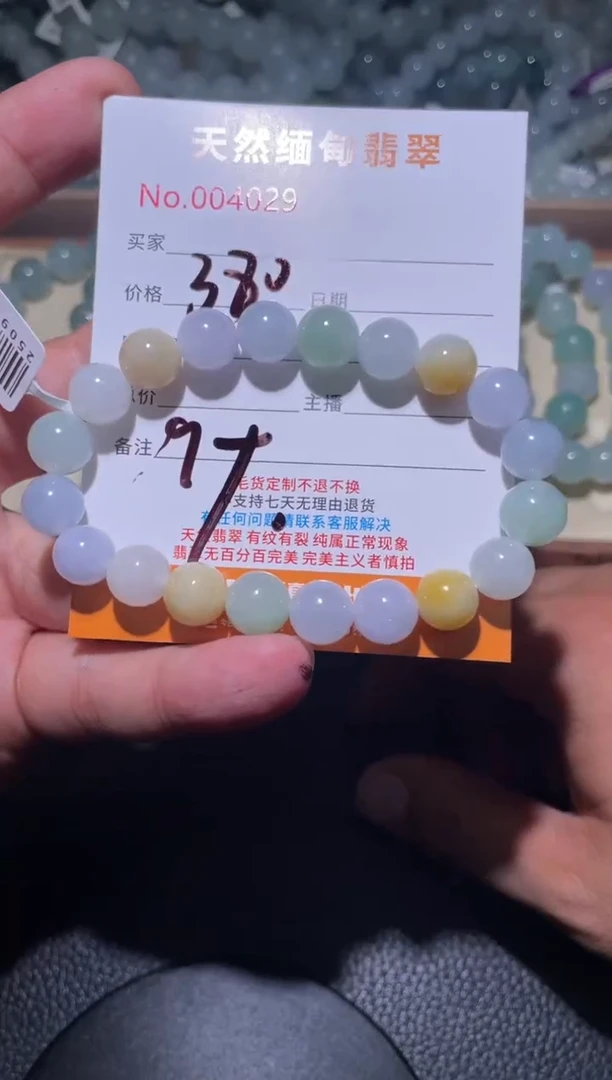 天然缅甸翡翠
No.004029
买家
价格 380 日期
价 主播
备注
毛货定制不退不换
支持七天无理由退货
任何问题请联系客服解决
天 翡翠 有纹有裂 纯属正常现象
翡 无百分百完美 完美主义者慎拍
2509